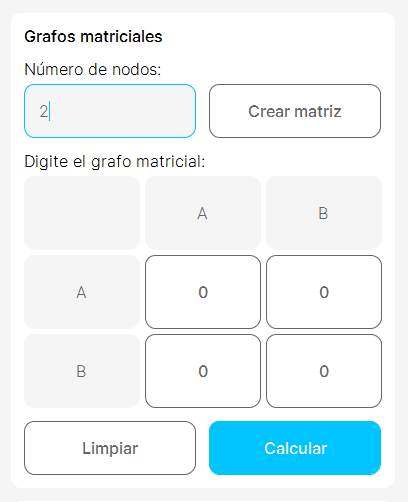 Grafos matriciales
Número de nodos:
2 Crear matriz
Digite el grafo matricial:
A B
A 0 0
B 0 0
Limpiar Calcular